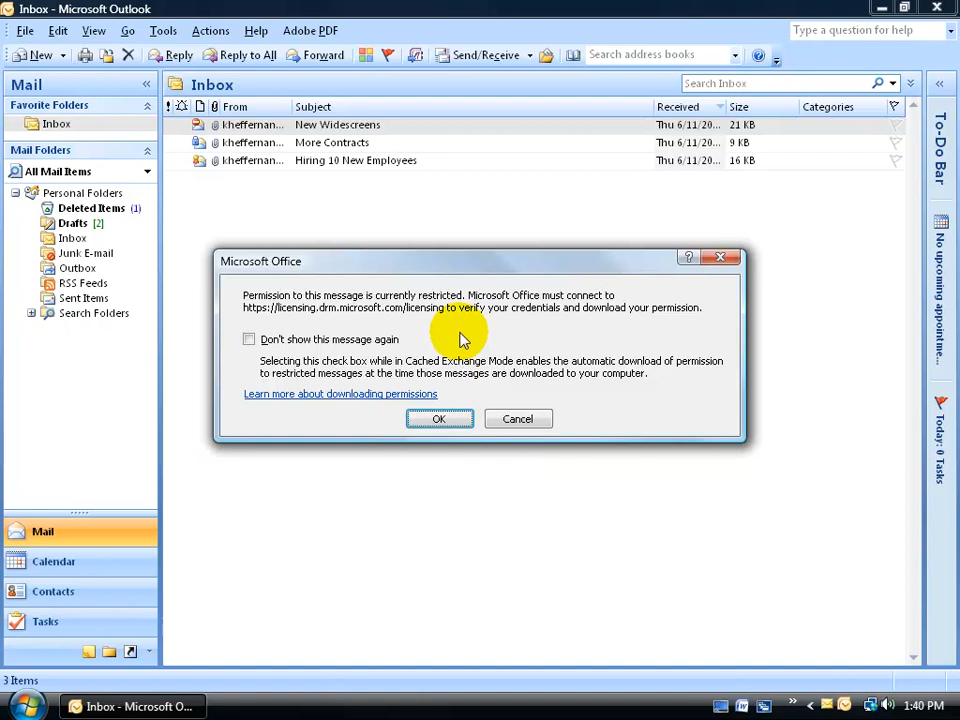 Inbox - Microsoft Outlook
File Edit View Go Tools Actions Help Adobe PDF
Type a question for help
New Reply Reply to All Forward Send/Receive Search address books
Mail «
Inbox
Search Inbox
Favorite Folders
Inbox
Mail Folders
All Mail Items
Personal Folders
Deleted Items (1)
Drafts [2]
Inbox
Junk E-mail
Outbox
RSS Feeds
Sent Items
Search Folders
! From Subject Received Size Categories
kheffernan... New Widescreens Thu 6/11/20... 21 KB
kheffernan... More Contracts Thu 6/11/20... 9 KB
kheffernan... Hiring 10 New Employees Thu 6/11/20... 16 KB
Microsoft Office
Permission to this message is currently restricted. Microsoft Office must connect to
https://licensing.drm.microsoft.com/licensing to verify your credentials and download your permission.
Don't show this message again
Selecting this check box while in Cached Exchange Mode enables the automatic download of permission
to restricted messages at the time those messages are downloaded to your computer.
Learn more about downloading permissions
OK Cancel
«
To-Do Bar
No upcoming appointme...
Today: 0 Tasks
Mail
Calendar
Contacts
Tasks
3 Items
Inbox - Microsoft O...
1:40 PM